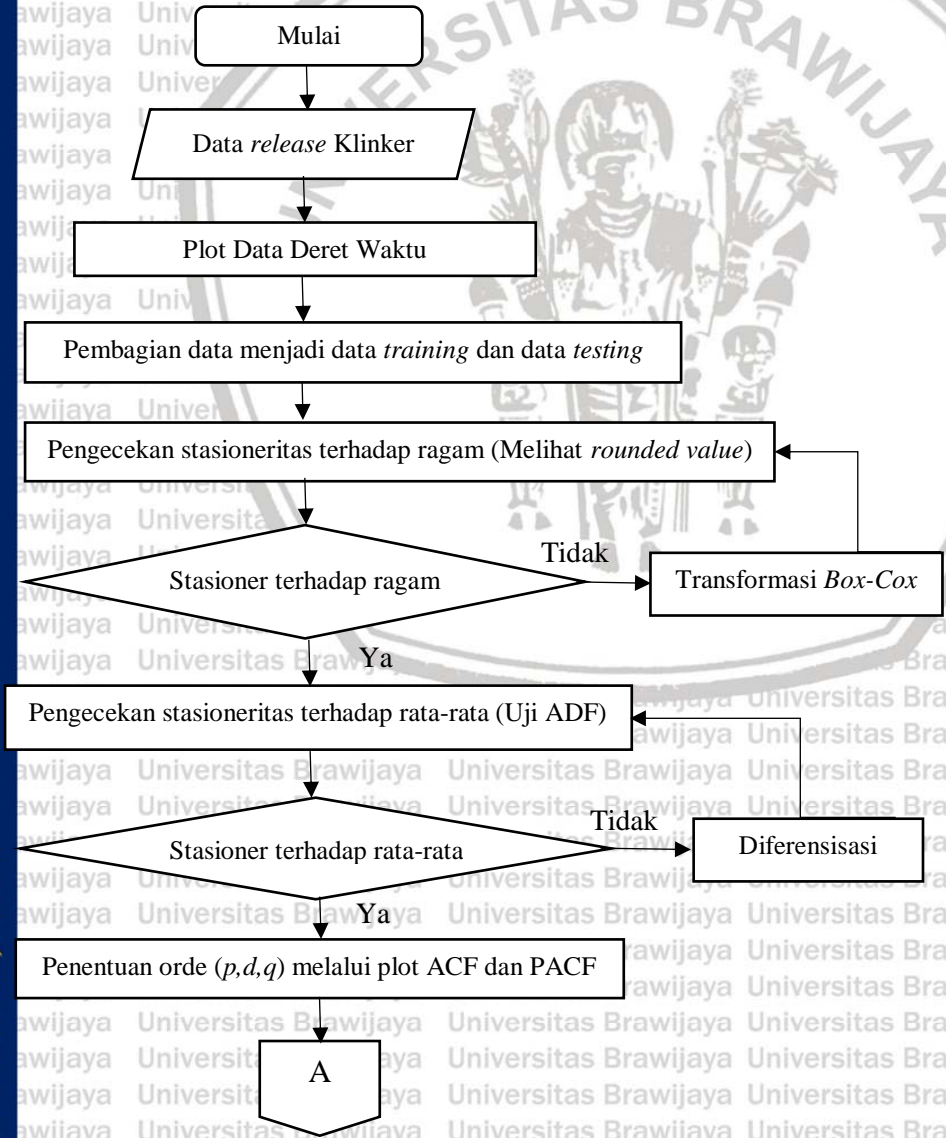 Mulai
Data release Klinker
Plot Data Deret Waktu
Pembagian data menjadi data training dan data testing
Pengecekan stasioneritas terhadap ragam (Melihat rounded value)
Stasioner terhadap ragam
Tidak
Transformasi Box-Cox
Ya
Pengecekan stasioneritas terhadap rata-rata (Uji ADF)
Stasioner terhadap rata-rata
Tidak
Diferensisasi
Ya
Penentuan orde (p,d,q) melalui plot ACF dan PACF
A